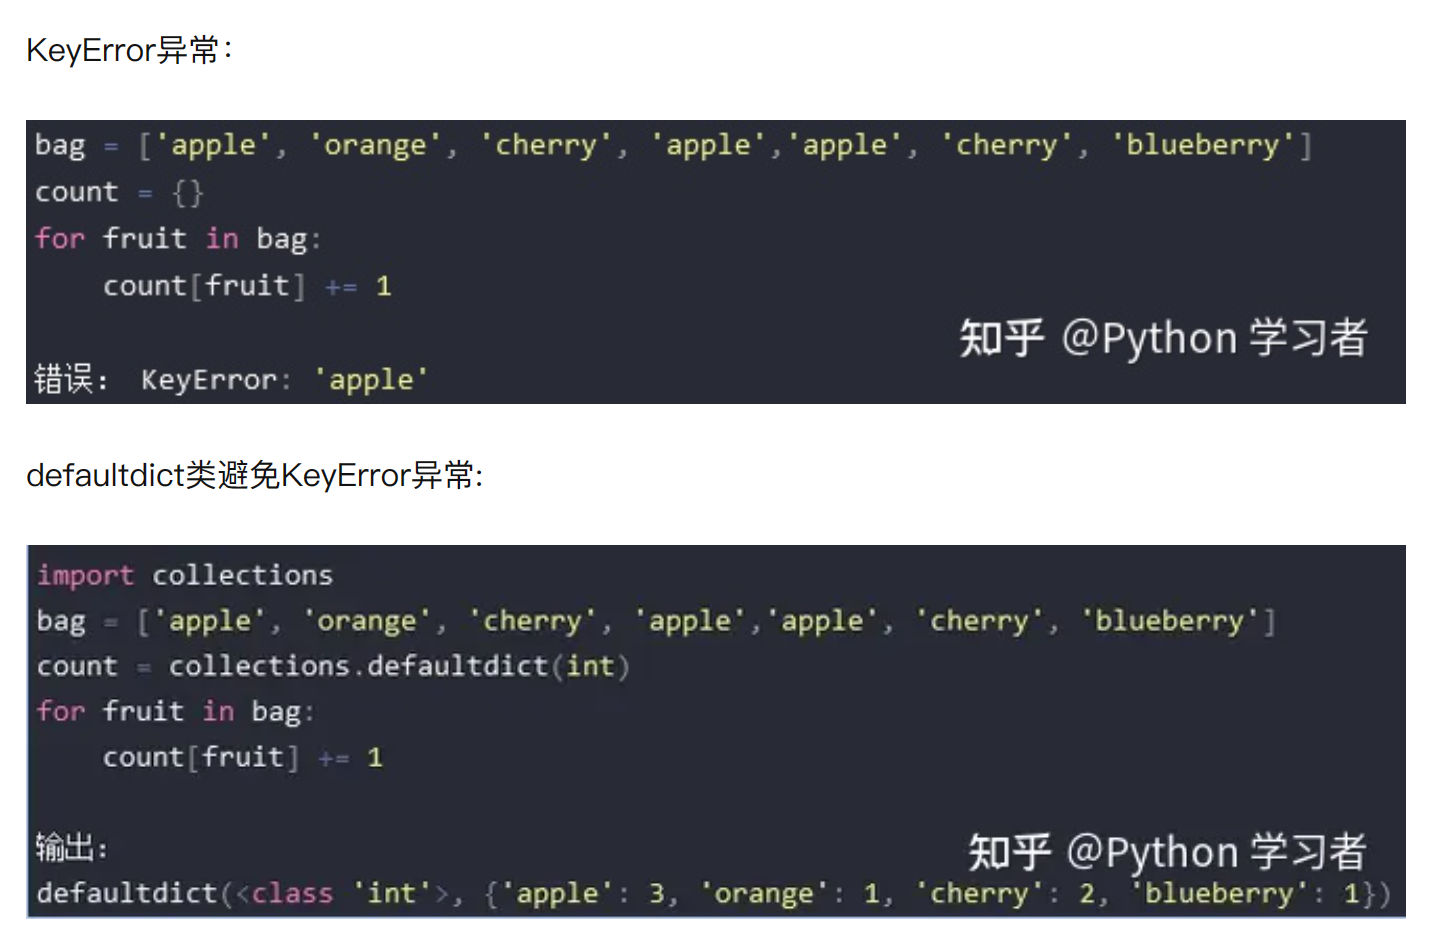 KeyError异常：
bag = ['apple', 'orange', 'cherry', 'apple','apple', 'cherry', 'blueberry']
count = {}
for fruit in bag:
    count[fruit] += 1
知乎 @Python 学习者
错误： KeyError: 'apple'
defaultdict类避免KeyError异常:
import collections
bag = ['apple', 'orange', 'cherry', 'apple','apple', 'cherry', 'blueberry']
count = collections.defaultdict(int)
for fruit in bag:
    count[fruit] += 1
输出：
知乎 @Python 学习者
defaultdict(<class 'int'>, {'apple': 3, 'orange': 1, 'cherry': 2, 'blueberry': 1})